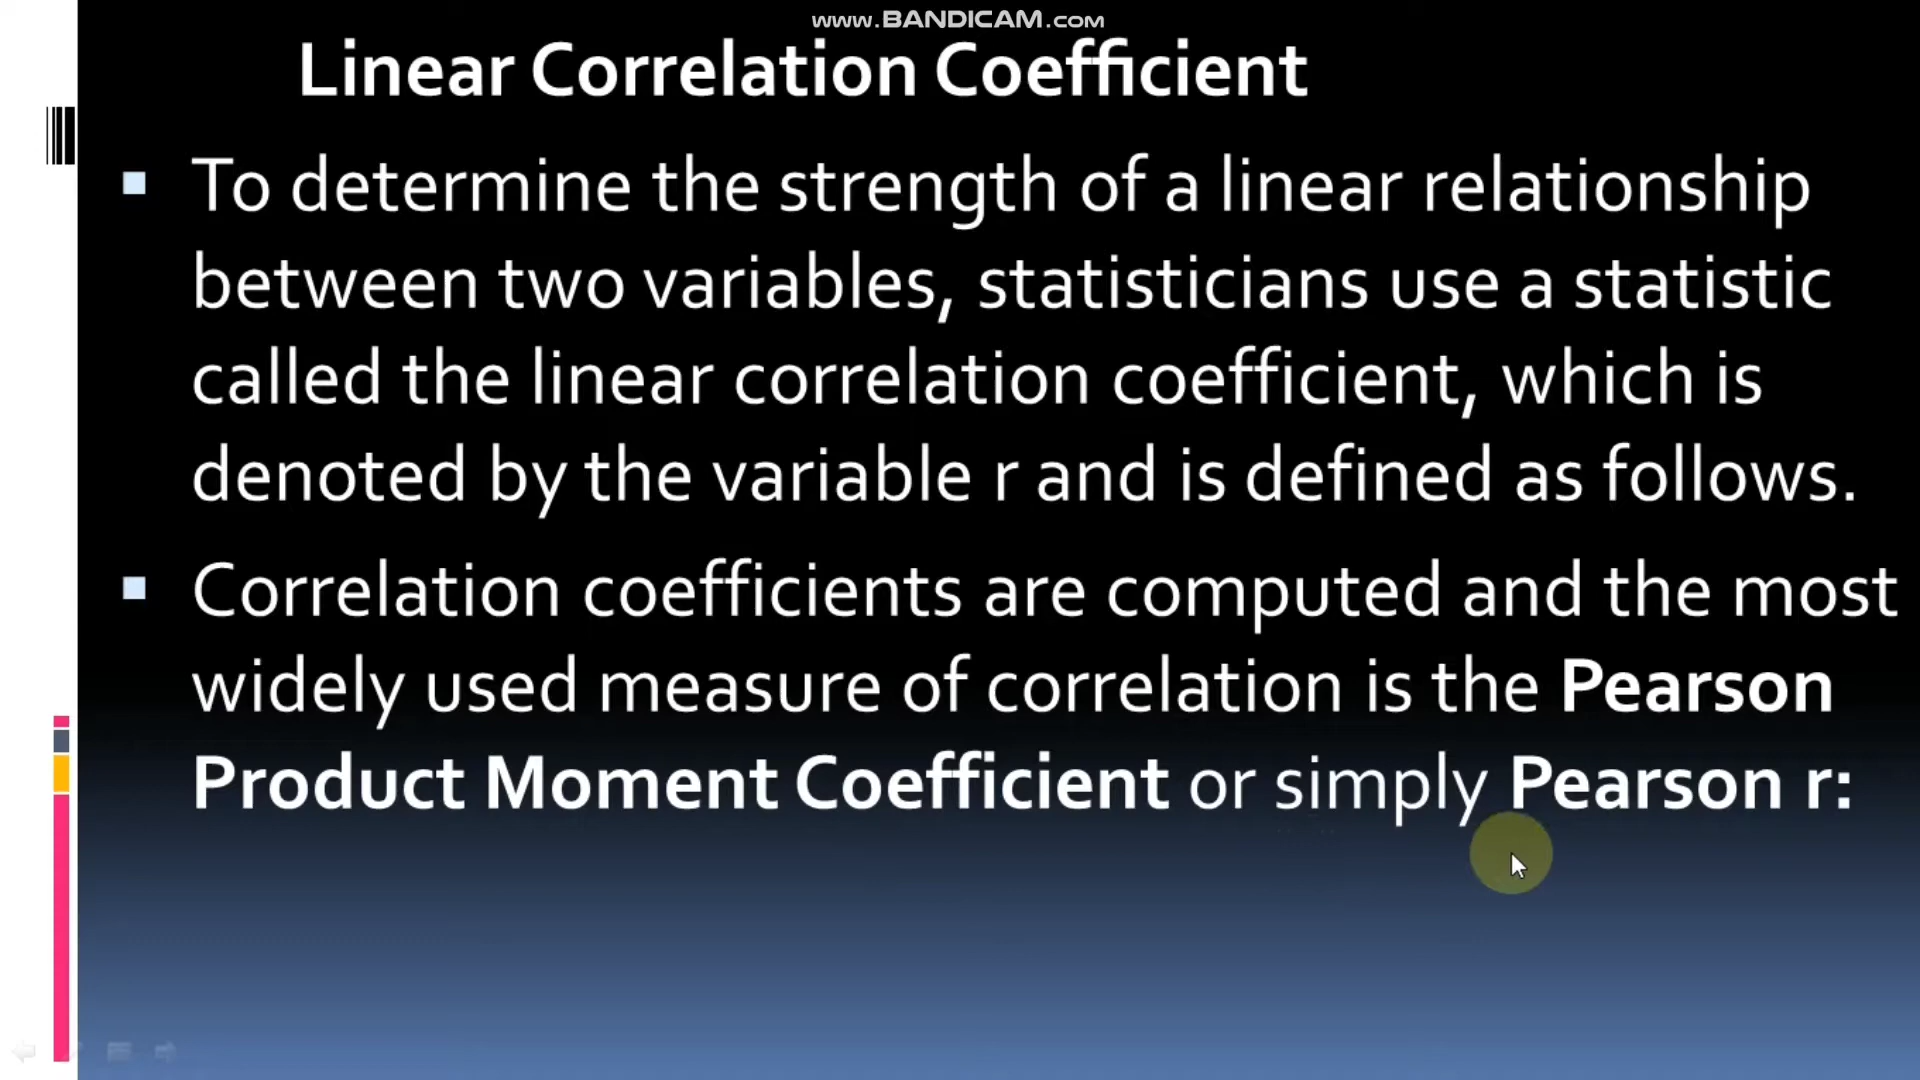 www.BANDICAM.com
Linear Correlation Coefficient
To determine the strength of a linear relationship
between two variables, statisticians use a statistic
called the linear correlation coefficient, which is
denoted by the variable r and is defined as follows.
Correlation coefficients are computed and the most
widely used measure of correlation is the Pearson
Product Moment Coefficient or simply Pearson r: